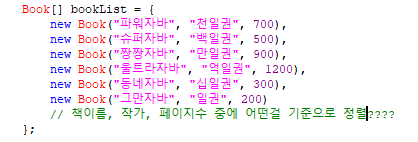 Book[] bookList = {
new Book("파워자바", "천일권", 700),
new Book("슈퍼자바", "백일권", 500),
new Book("짱짱자바", "만일권", 900),
new Book("울트라자바", "억일권", 1200),
new Book("동네자바", "십일권", 300),
new Book("그만자바", "일권", 200)
// 책이름, 작가, 페이지수 중에 어떤걸 기준으로 정렬????
};